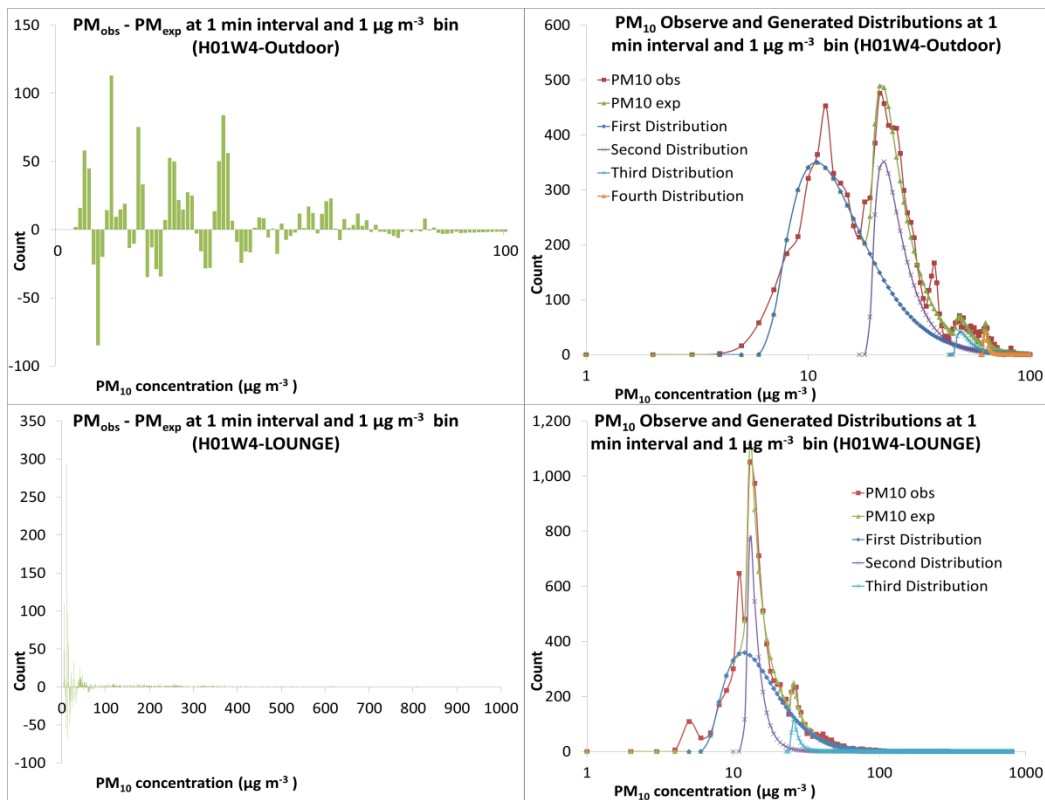 PMobs - PMexp at 1 min interval and 1 µg m-3 bin
(H01W4-Outdoor)
150
100
50
0
-50
-100
Count
0
100
PM10 concentration (µg m-3)
PM10 Observe and Generated Distributions at 1
min interval and 1 µg m-3 bin (H01W4-Outdoor)
600
500
400
300
200
100
0
Count
PM10 obs
PM10 exp
First Distribution
Second Distribution
Third Distribution
Fourth Distribution
1
10
100
PM10 concentration (µg m-3)
PMobs - PMexp at 1 min interval and 1 µg m-3 bin
(H01W4-LOUNGE)
350
300
250
200
150
100
50
0
-50
-100
Count
0
100
200
300
400
500
600
700
800
900
1000
PM10 concentration (µg m-3)
PM10 Observe and Generated Distributions at 1
min interval and 1 µg m-3 bin (H01W4-LOUNGE)
1,200
1,000
800
600
400
200
0
Count
PM10 obs
PM10 exp
First Distribution
Second Distribution
Third Distribution
1
10
100
1000
PM10 concentration (µg m-3)